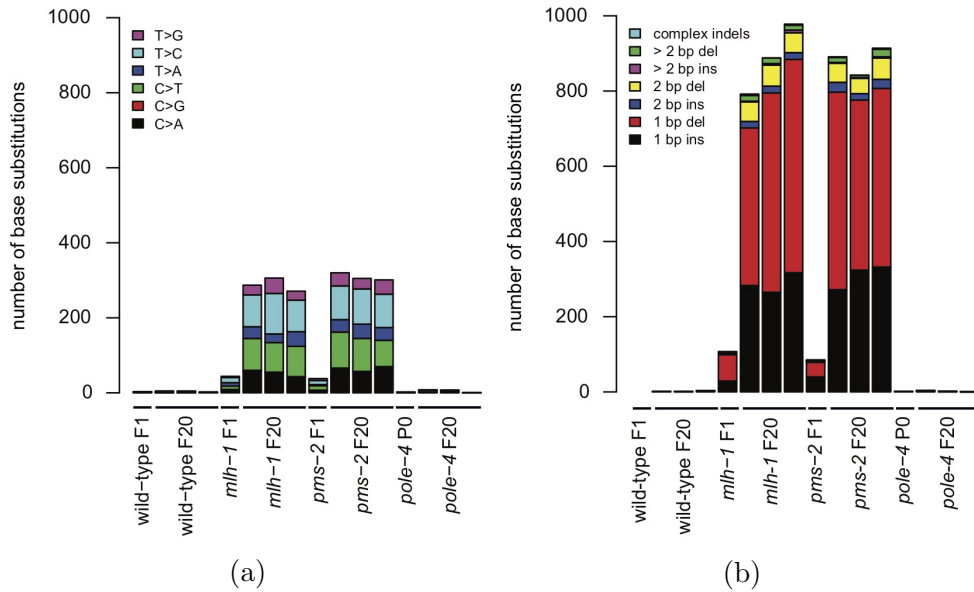 number of base substitutions
1000
800
600
400
200
0
T>G
T>C
T>A
C>T
C>G
C>A
wild−type F1
wild−type F20
mlh−1 F1
mlh−1 F20
pms−2 F1
pms−2 F20
pole−4 P0
pole−4 F20
(a)
number of base substitutions
1000
800
600
400
200
0
complex indels
> 2 bp del
> 2 bp ins
2 bp del
2 bp ins
1 bp del
1 bp ins
wild-type F1
wild-type F20
mlh−1 F1
mlh-1 F20
pms−2 F1
pms-2 F20
pole−4 P0
pole−4 F20
(b)